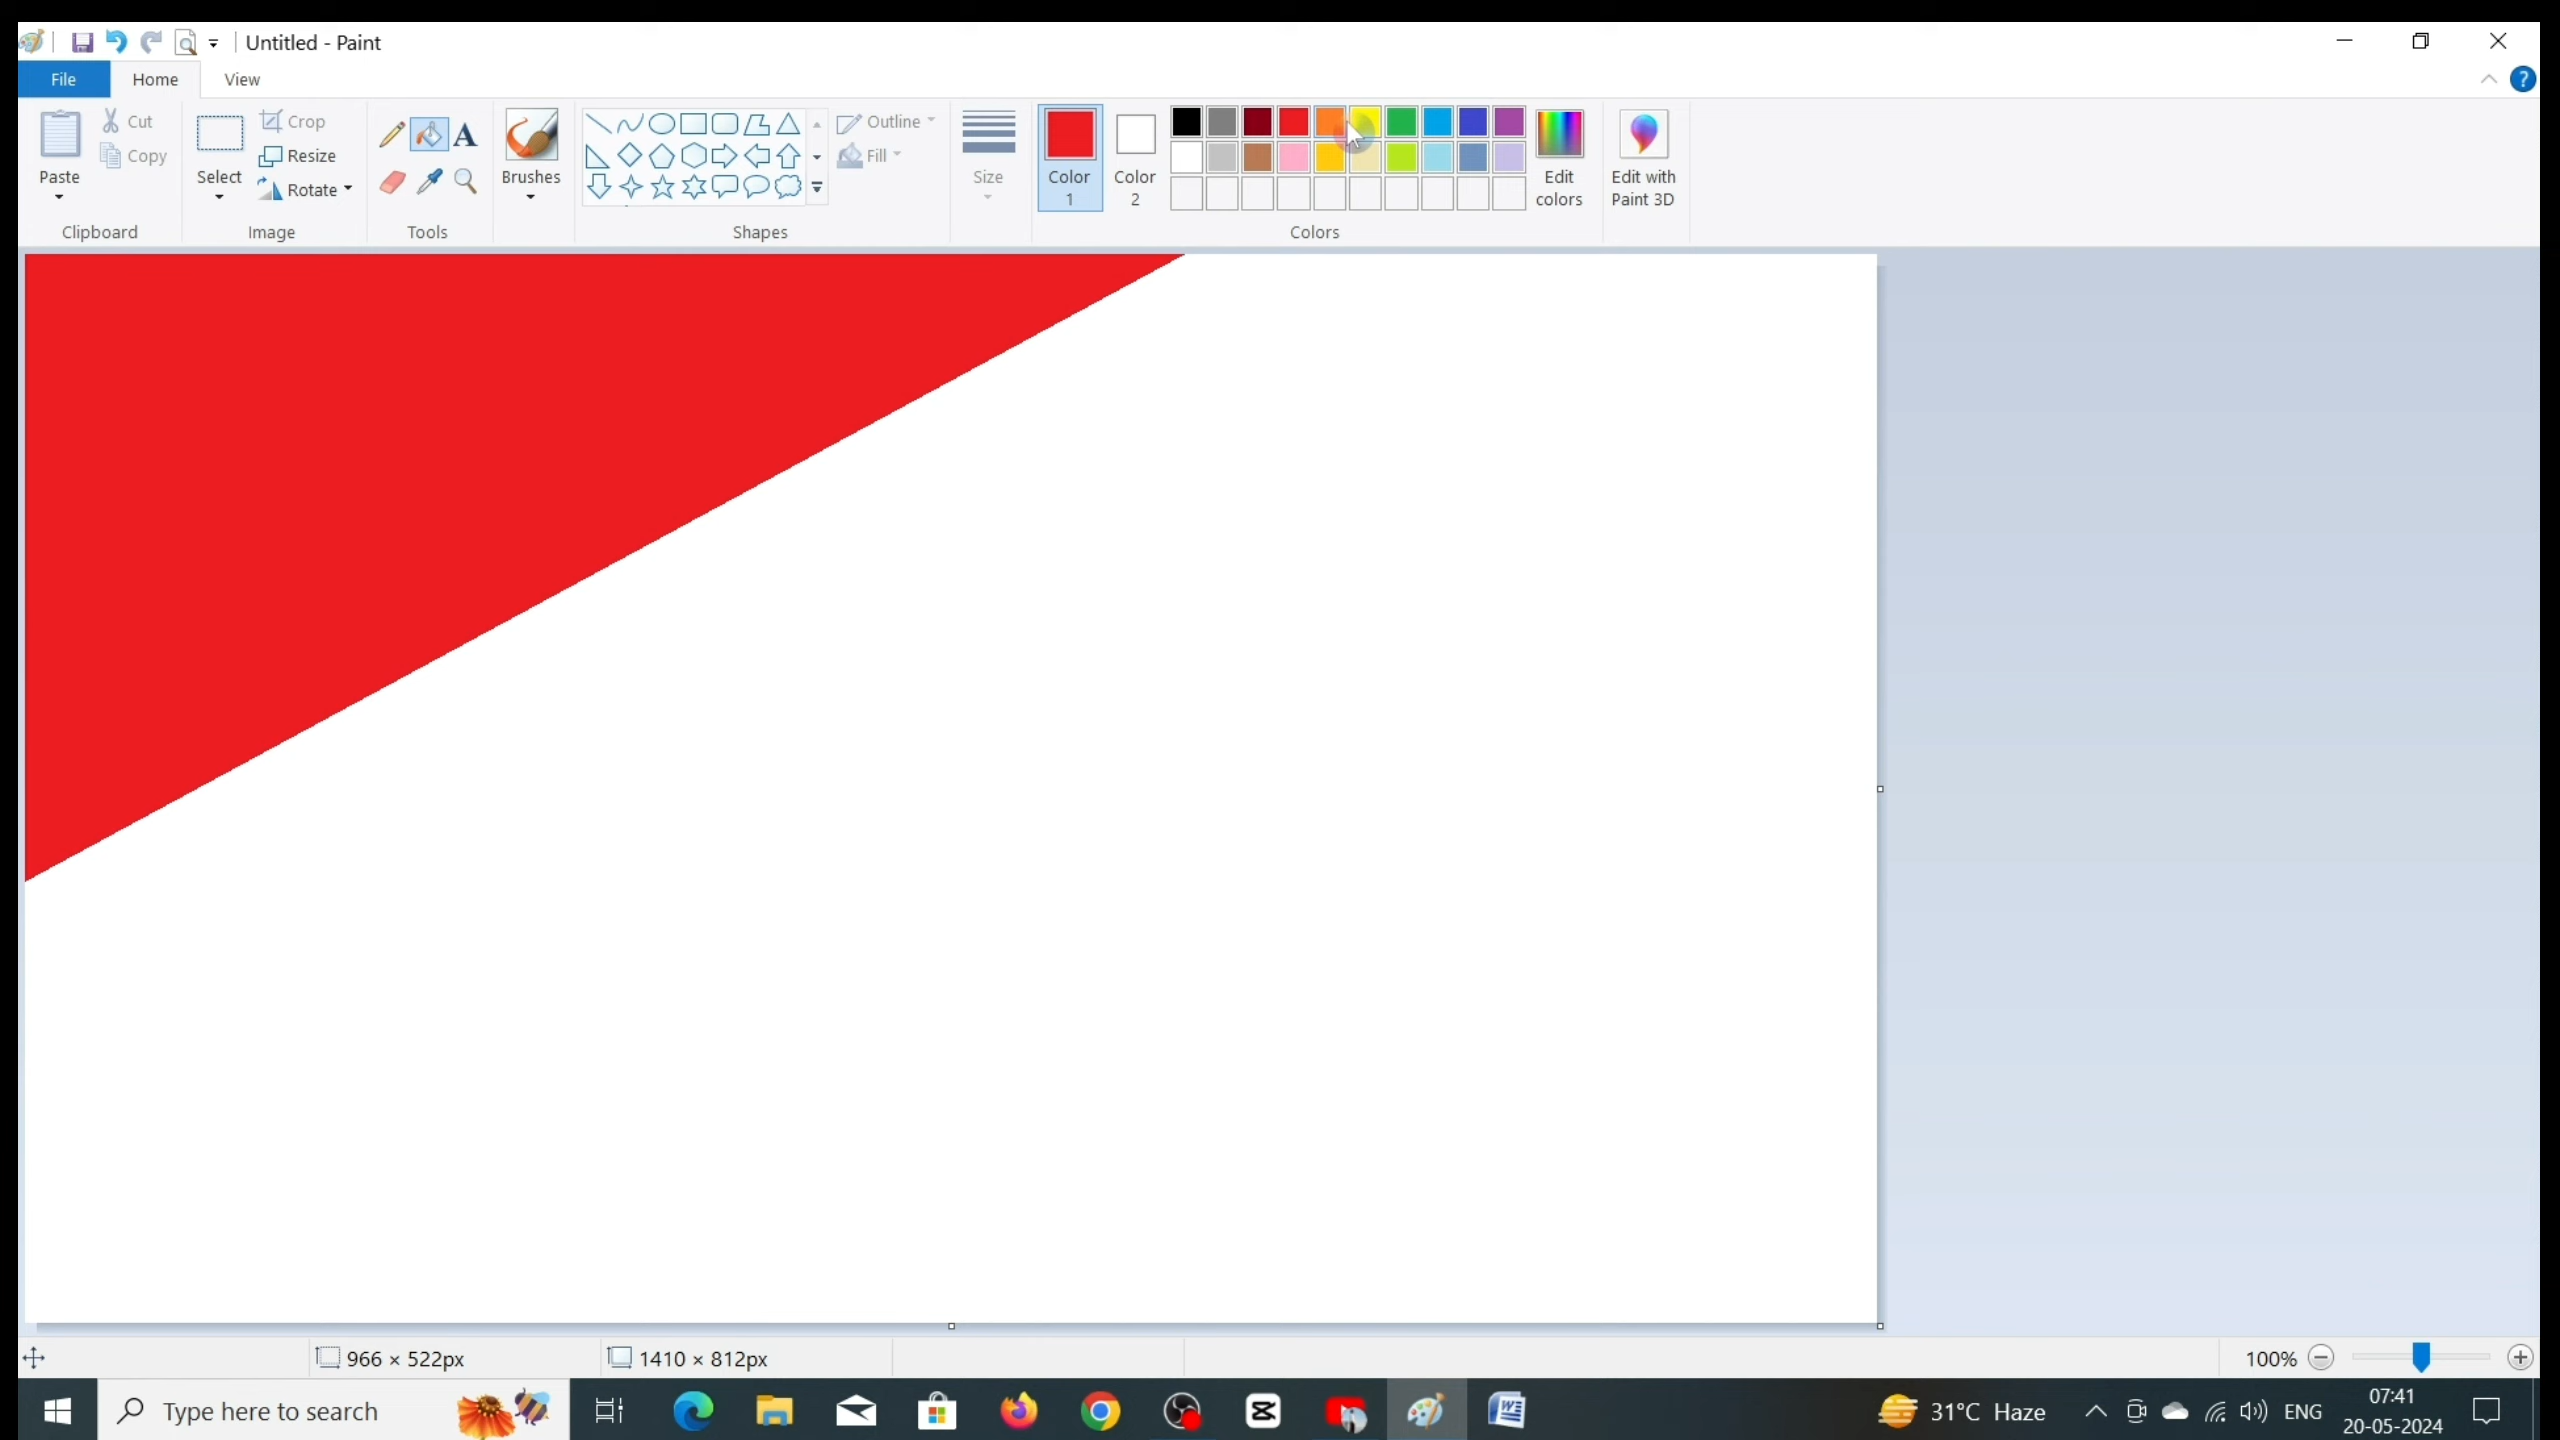 Untitled - Paint
File Home View
Paste
Cut
Copy
Clipboard
Select
Crop
Resize
Rotate
Image
A
Tools
Brushes
Outline
Fill
Shapes
Size
Color
1
Color
2
Edit
colors
Colors
Edit with
Paint 3D
966 × 522px 1410 × 812px 100%
Type here to search
31°C Haze ENG
07:41
20-05-2024